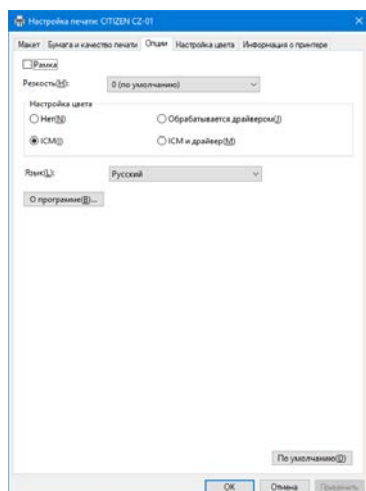 Настройка печати: CITIZEN CZ-01
Макет Бумага и качество печати Опции Настройка цвета Информация о принтере
Рамка
Резкость(H): 0 (по умолчанию)
Настройка цвета
Нет(N) Обрабатывается драйвером(J)
ICM(I) ICM и драйвер(M)
Язык(L): Русский
О программе(B)...
По умолчанию(D)
OK Отмена Применить